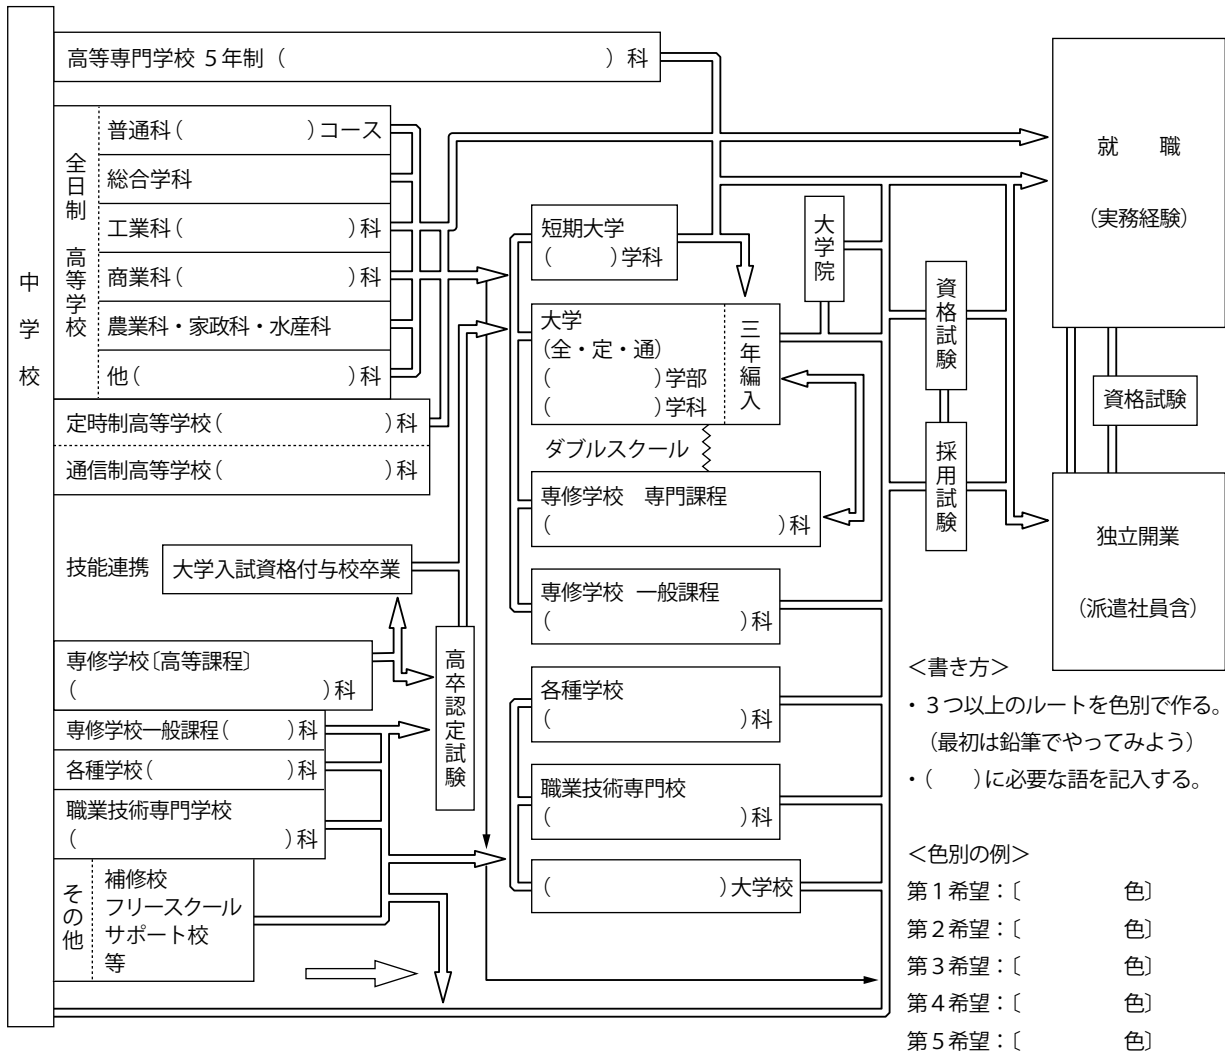 中学校
高等専門学校 5年制 (　　　) 科
全日制 高等学校
普通科 (　　　) コース
総合学科
工業科 (　　　) 科
商業科 (　　　) 科
農業科・家政科・水産科
他 (　　　) 科
定時制高等学校 (　　　) 科
通信制高等学校 (　　　) 科
技能連携
大学入試資格付与校卒業
専修学校〔高等課程〕
(　　　) 科
専修学校一般課程 (　　　) 科
各種学校 (　　　) 科
職業技術専門学校
(　　　) 科
その他
補修校
フリースクール
サポート校
等
高卒認定試験
短期大学
(　　　) 学科
大学
(全・定・通)
(　　　) 学部
(　　　) 学科
三年編入
ダブルスクール
専修学校　専門課程
(　　　) 科
専修学校 一般課程
(　　　) 科
各種学校
(　　　) 科
職業技術専門校
(　　　) 科
(　　　) 大学校
大学院
資格試験
採用試験
就　職
(実務経験)
資格試験
独立開業
(派遣社員含)
＜書き方＞
・３つ以上のルートを色別で作る。
(最初は鉛筆でやってみよう)
・(　　)に必要な語を記入する。
＜色別の例＞
第１希望：〔　　　色〕
第２希望：〔　　　色〕
第３希望：〔　　　色〕
第４希望：〔　　　色〕
第５希望：〔　　　色〕